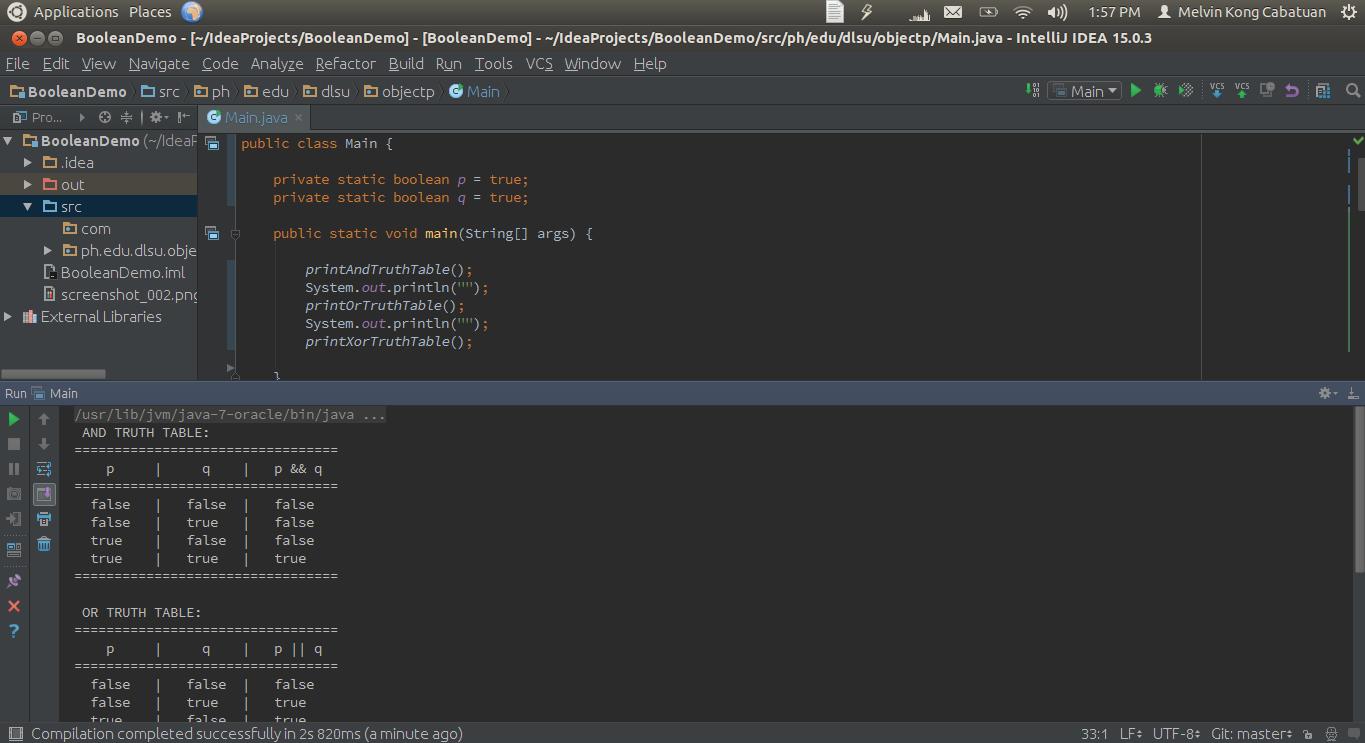 Applications Places 1:57 PM Melvin Kong Cabatuan
BooleanDemo - [~/IdeaProjects/BooleanDemo] - [BooleanDemo] - ~/IdeaProjects/BooleanDemo/src/ph/edu/dlsu/objectp/Main.java - IntelliJ IDEA 15.0.3
File Edit View Navigate Code Analyze Refactor Build Run Tools VCS Window Help
BooleanDemo src ph edu dlsu objectp Main Main VCS VCS
Pro... Main.java
BooleanDemo (~/IdeaP
.idea
out
src
com
ph.edu.dlsu.obje
BooleanDemo.iml
screenshot_002.png
External Libraries
public class Main {
private static boolean p = true;
private static boolean q = true;
public static void main(String[] args) {
printAndTruthTable();
System.out.println("");
printOrTruthTable();
System.out.println("");
printXorTruthTable();
}
Run Main
/usr/lib/jvm/java-7-oracle/bin/java ...
AND TRUTH TABLE:
=================================
p | q | p && q
=================================
false | false | false
false | true | false
true | false | false
true | true | true
=================================
OR TRUTH TABLE:
=================================
p | q | p || q
=================================
false | false | false
false | true | true
true | false | true
Compilation completed successfully in 2s 820ms (a minute ago) 33:1 LF UTF-8 Git: master